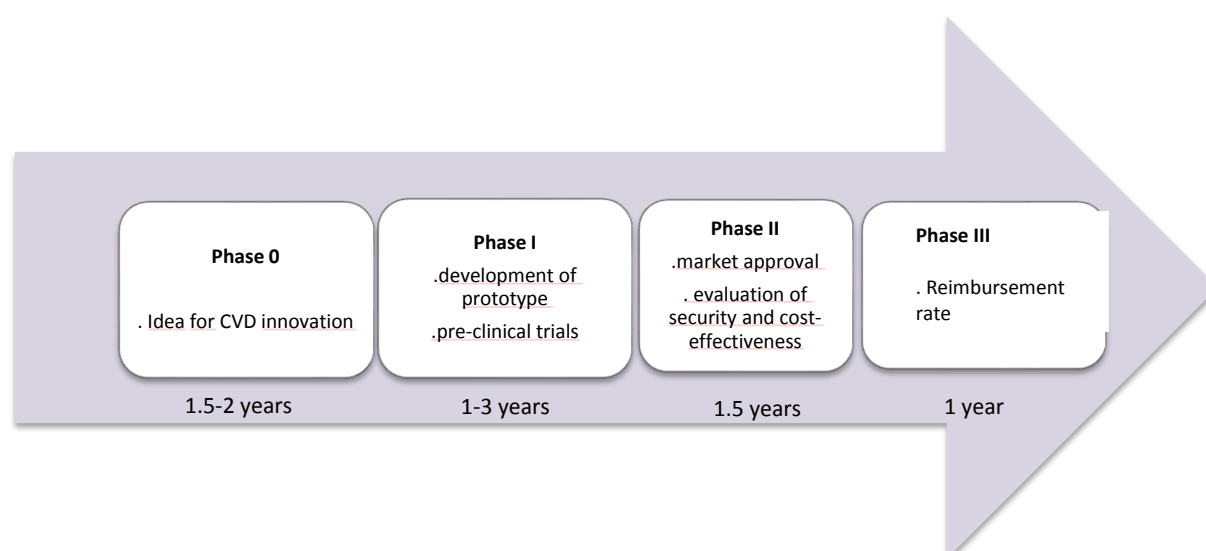 Phase 0
. Idea for CVD innovation
Phase I
.development of
prototype
.pre-clinical trials
Phase II
.market approval
. evaluation of
security and cost-
effectiveness
Phase III
. Reimbursement
rate
1.5-2 years
1-3 years
1.5 years
1 year